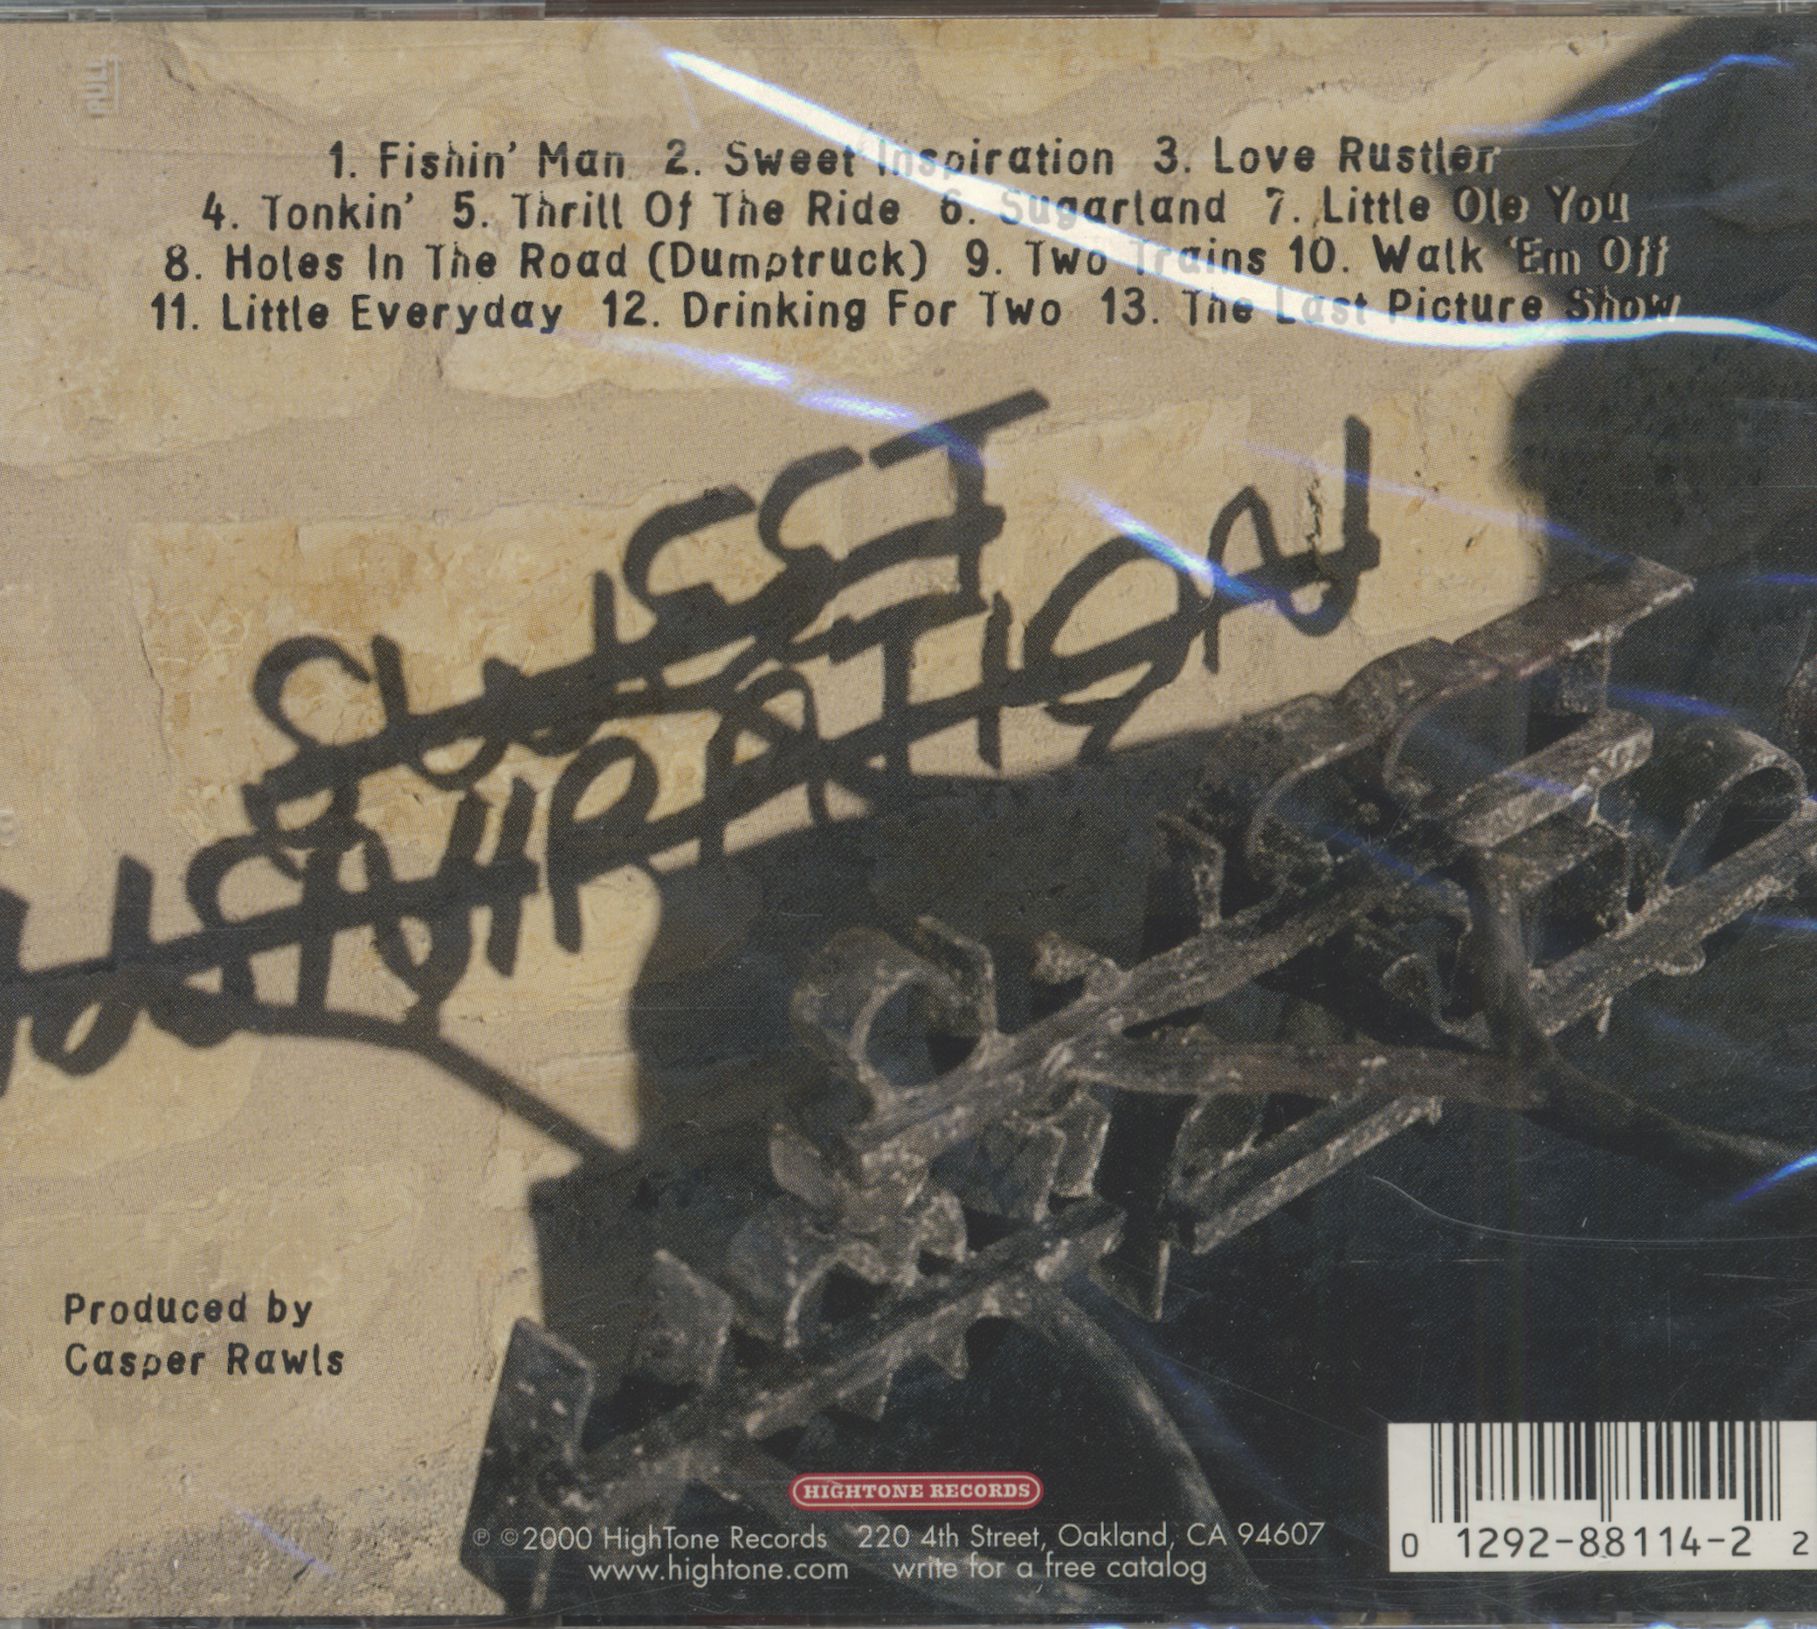 PULL
1. Fishin' Man 2. Sweet Inspiration 3. Love Rustler
4. Tonkin' 5. Thrill Of The Ride 6. Sugarland 7. Little Ole You
8. Holes In The Road (Dumptruck) 9. Two Trains 10. Walk 'Em Off
11. Little Everyday 12. Drinking For Two 13. The Last Picture Show
Produced by
Casper Rawls
HIGHTONE RECORDS
℗ ©2000 HighTone Records 220 4th Street, Oakland, CA 94607
www.hightone.com write for a free catalog
0 1292-88114-2 2